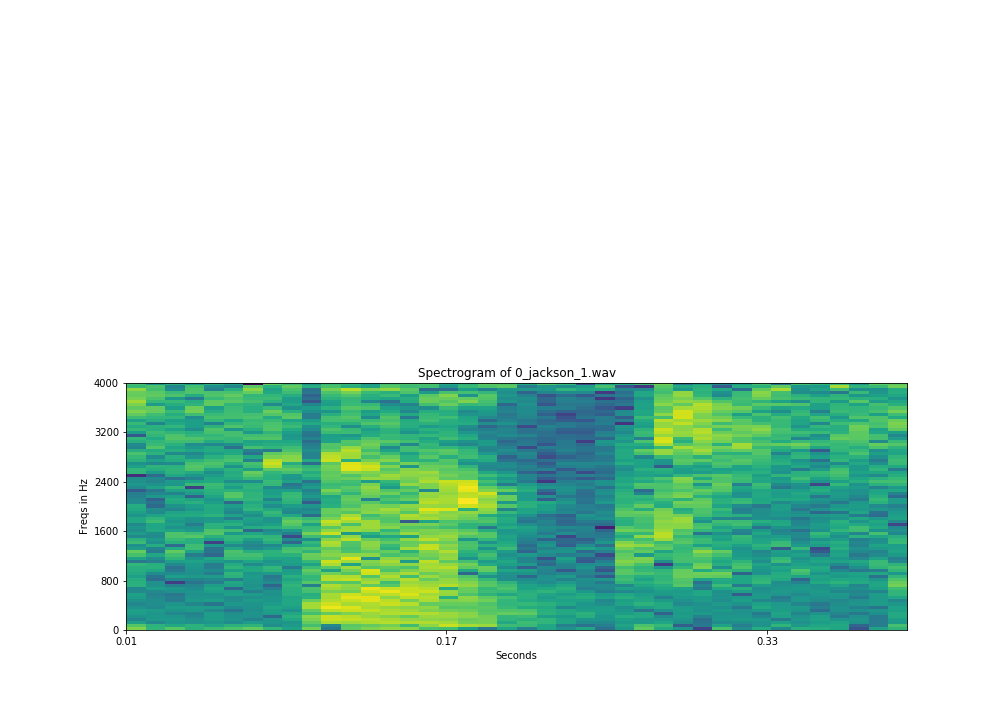 Spectrogram of 0_jackson_1.wav
4000
3200
2400
1600
800
0
Freqs in Hz
0.01 0.17 0.33
Seconds